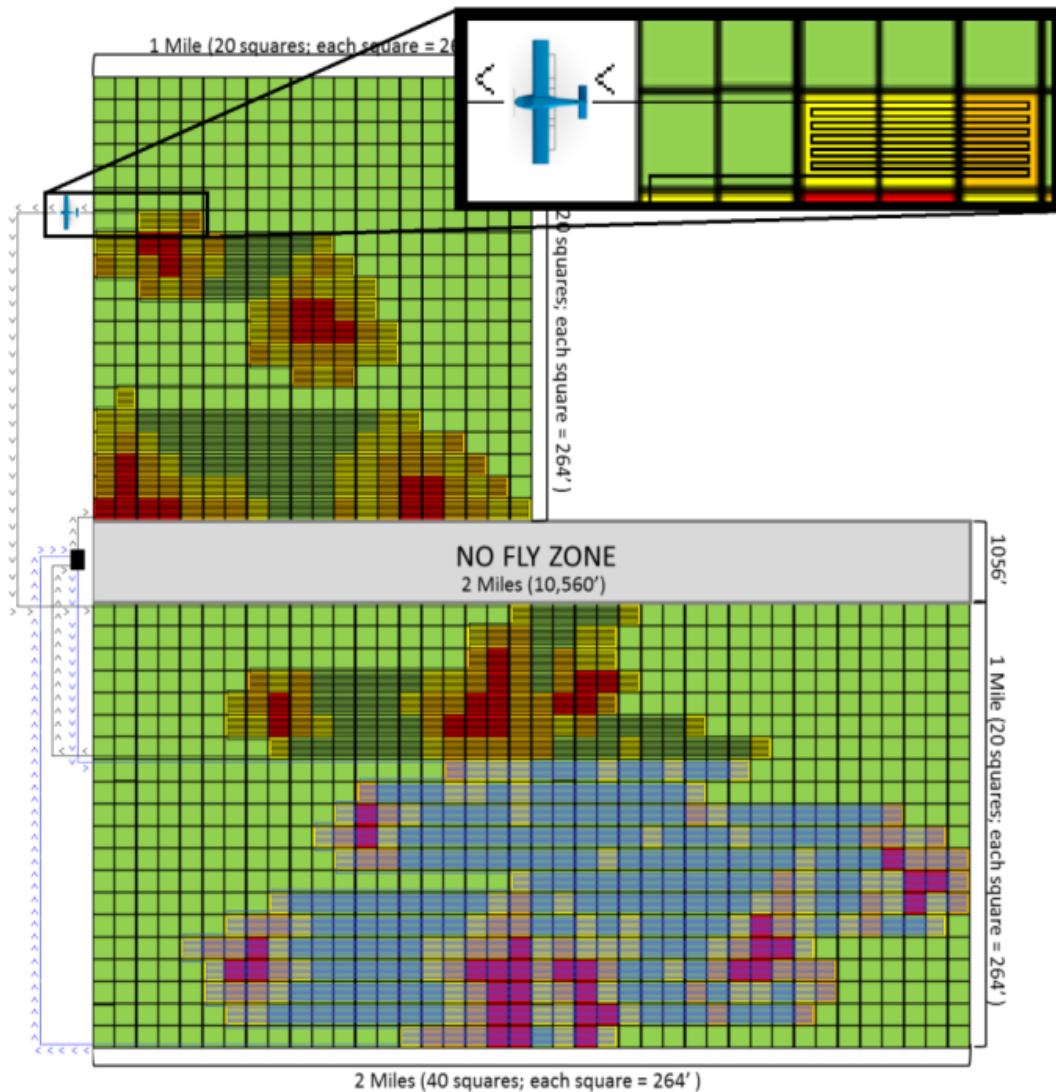 1 Mile (20 squares; each square = 26
20 squares; each square = 264')
NO FLY ZONE
2 Miles (10,560')
1056'
1 Mile (20 squares; each square = 264')
2 Miles (40 squares; each square = 264' )